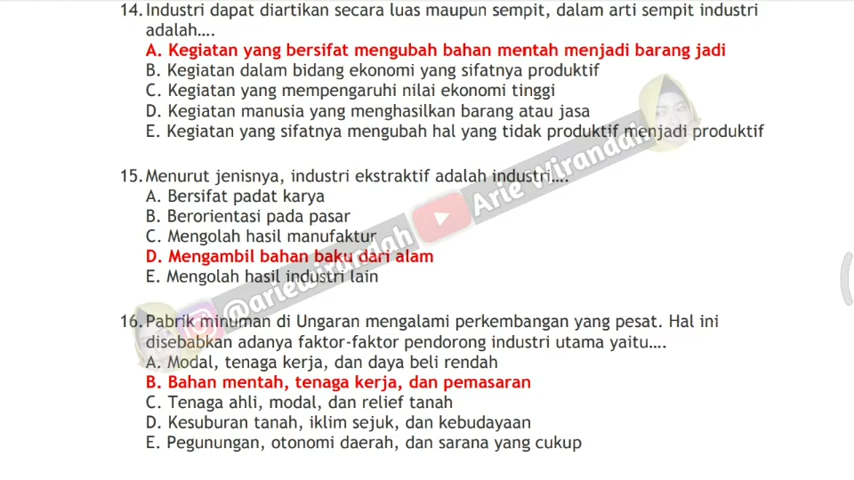 14. Industri dapat diartikan secara luas maupun sempit, dalam arti sempit industri
adalah....
A. Kegiatan yang bersifat mengubah bahan mentah menjadi barang jadi
B. Kegiatan dalam bidang ekonomi yang sifatnya produktif
C. Kegiatan yang mempengaruhi nilai ekonomi tinggi
D. Kegiatan manusia yang menghasilkan barang atau jasa
E. Kegiatan yang sifatnya mengubah hal yang tidak produktif menjadi produktif
15. Menurut jenisnya, industri ekstraktif adalah industri....
A. Bersifat padat karya
B. Berorientasi pada pasar
C. Mengolah hasil manufaktur
D. Mengambil bahan baku dari alam
E. Mengolah hasil industri lain
16. Pabrik minuman di Ungaran mengalami perkembangan yang pesat. Hal ini
disebabkan adanya faktor-faktor pendorong industri utama yaitu....
A. Modal, tenaga kerja, dan daya beli rendah
B. Bahan mentah, tenaga kerja, dan pemasaran
C. Tenaga ahli, modal, dan relief tanah
D. Kesuburan tanah, iklim sejuk, dan kebudayaan
E. Pegunungan, otonomi daerah, dan sarana yang cukup
@ariewirandah Arie Wirandah